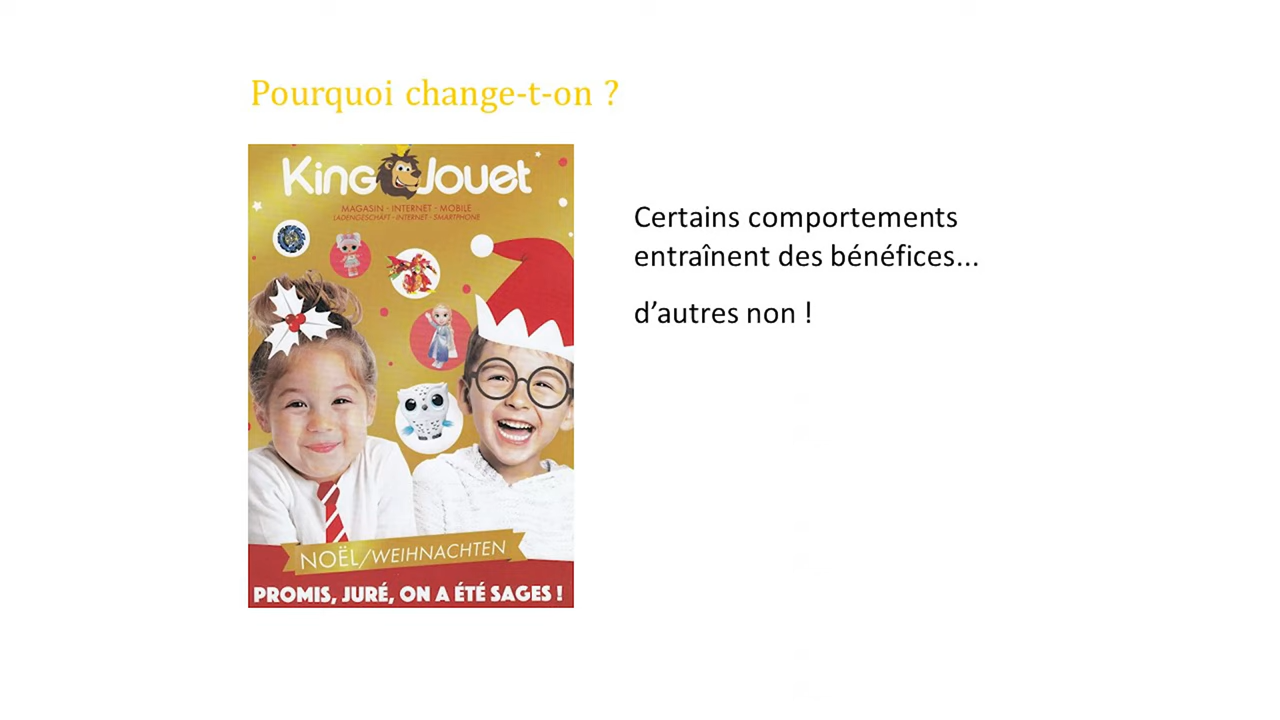 Pourquoi change-t-on ?
King Jouet
MAGASIN - INTERNET - MOBILE
LADENGESCHÄFT - INTERNET - SMARTPHONE
Certains comportements
entraînent des bénéfices...
d’autres non !
NOËL/WEIHNACHTEN
PROMIS, JURÉ, ON A ÉTÉ SAGES !